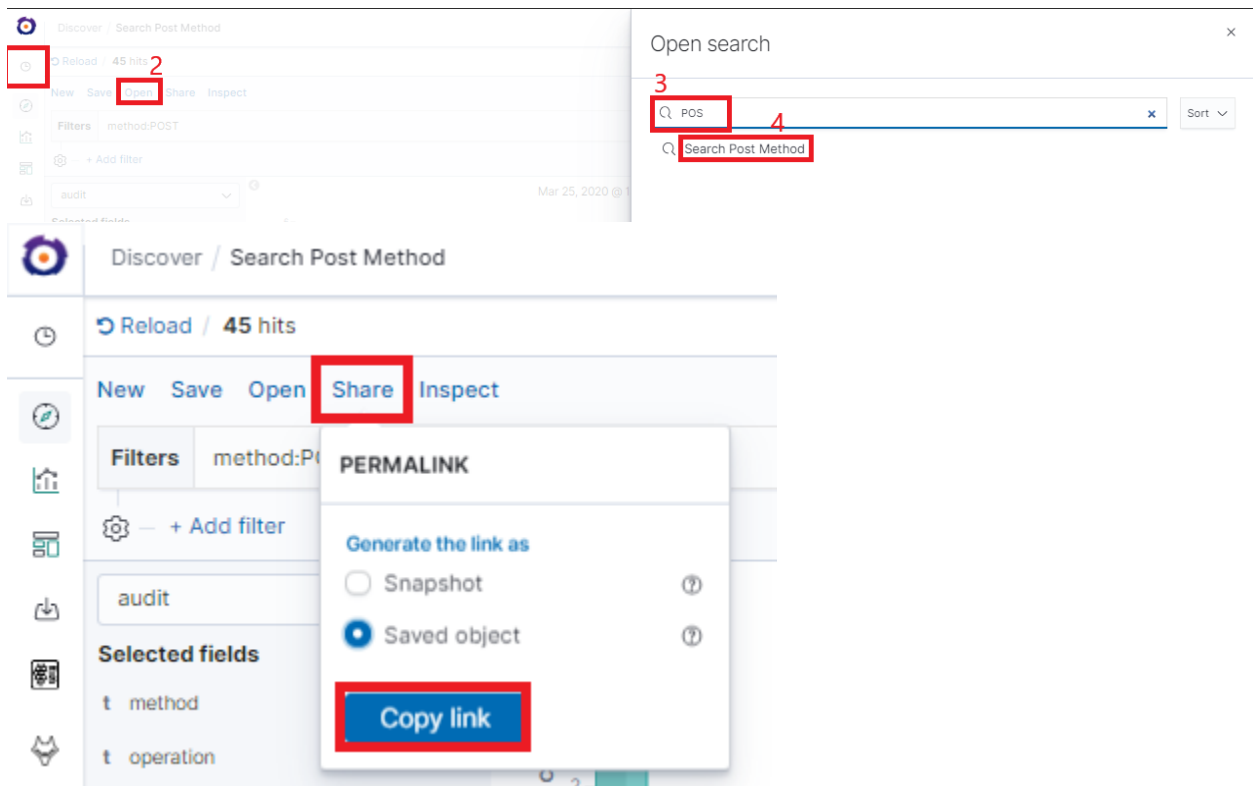 Discover / Search Post Method
Reload / 45 hits
2
New Save Open Share Inspect
Filters method:POST
+ Add filter
audit
Mar 25, 2020 @ 1
Selected fields
Open search
×
3
POS
×
Sort
4
Search Post Method
Discover / Search Post Method
Reload / 45 hits
New Save Open Share Inspect
Filters method:P
PERMALINK
+ Add filter
Generate the link as
Snapshot
Saved object
audit
Selected fields
t method
Copy link
t operation
2